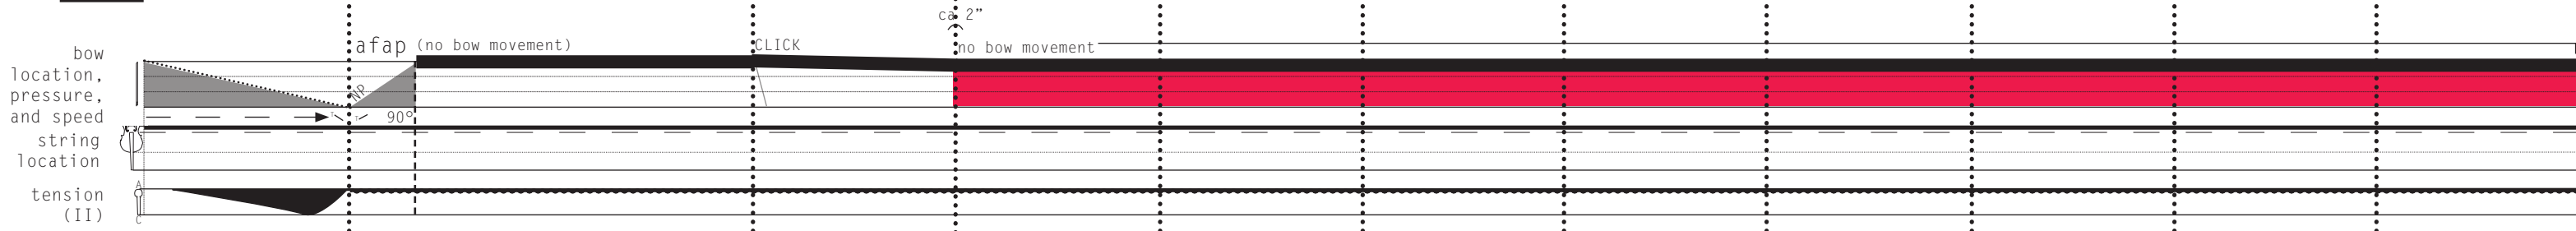 ca 2”
afap (no bow movement)
CLICK
no bow movement
bow
location,
pressure,
and speed
NP
90°
string
location
tension
(II)
A
C